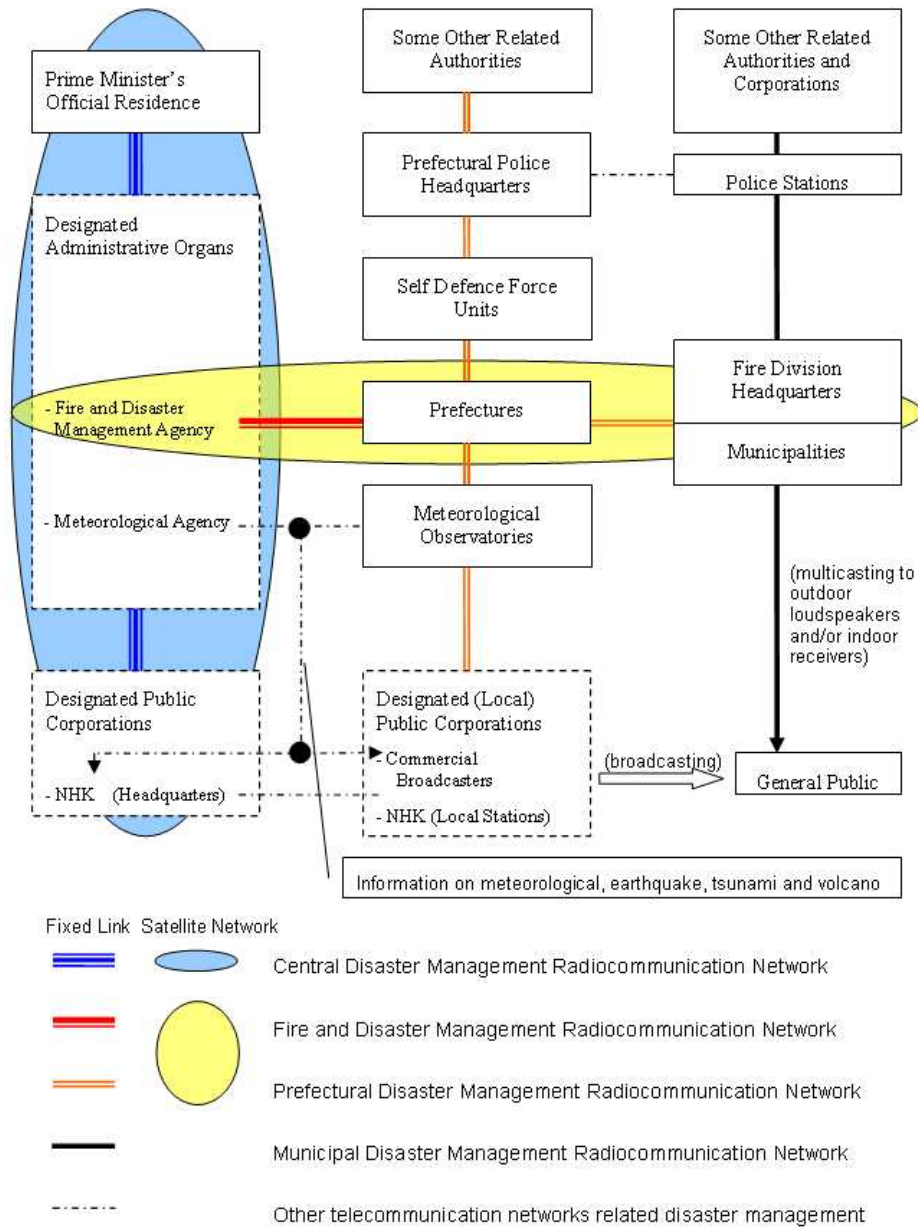 Prime Minister's
Official Residence
Some Other Related
Authorities
Some Other Related
Authorities and
Corporations
Prefectural Police
Headquarters
Police Stations
Designated
Administrative Organs
Self Defence Force
Units
Fire Division
Headquarters
- Fire and Disaster
Management Agency
Prefectures
Municipalities
- Meteorological Agency
Meteorological
Observatories
(multicasting to
outdoor
loudspeakers
and/or indoor
receivers)
Designated Public
Corporations
- NHK (Headquarters)
Designated (Local)
Public Corporations
- Commercial
Broadcasters
- NHK (Local Stations)
(broadcasting)
General Public
Information on meteorological, earthquake, tsunami and volcano
Fixed Link Satellite Network
Central Disaster Management Radiocommunication Network
Fire and Disaster Management Radiocommunication Network
Prefectural Disaster Management Radiocommunication Network
Municipal Disaster Management Radiocommunication Network
Other telecommunication networks related disaster management